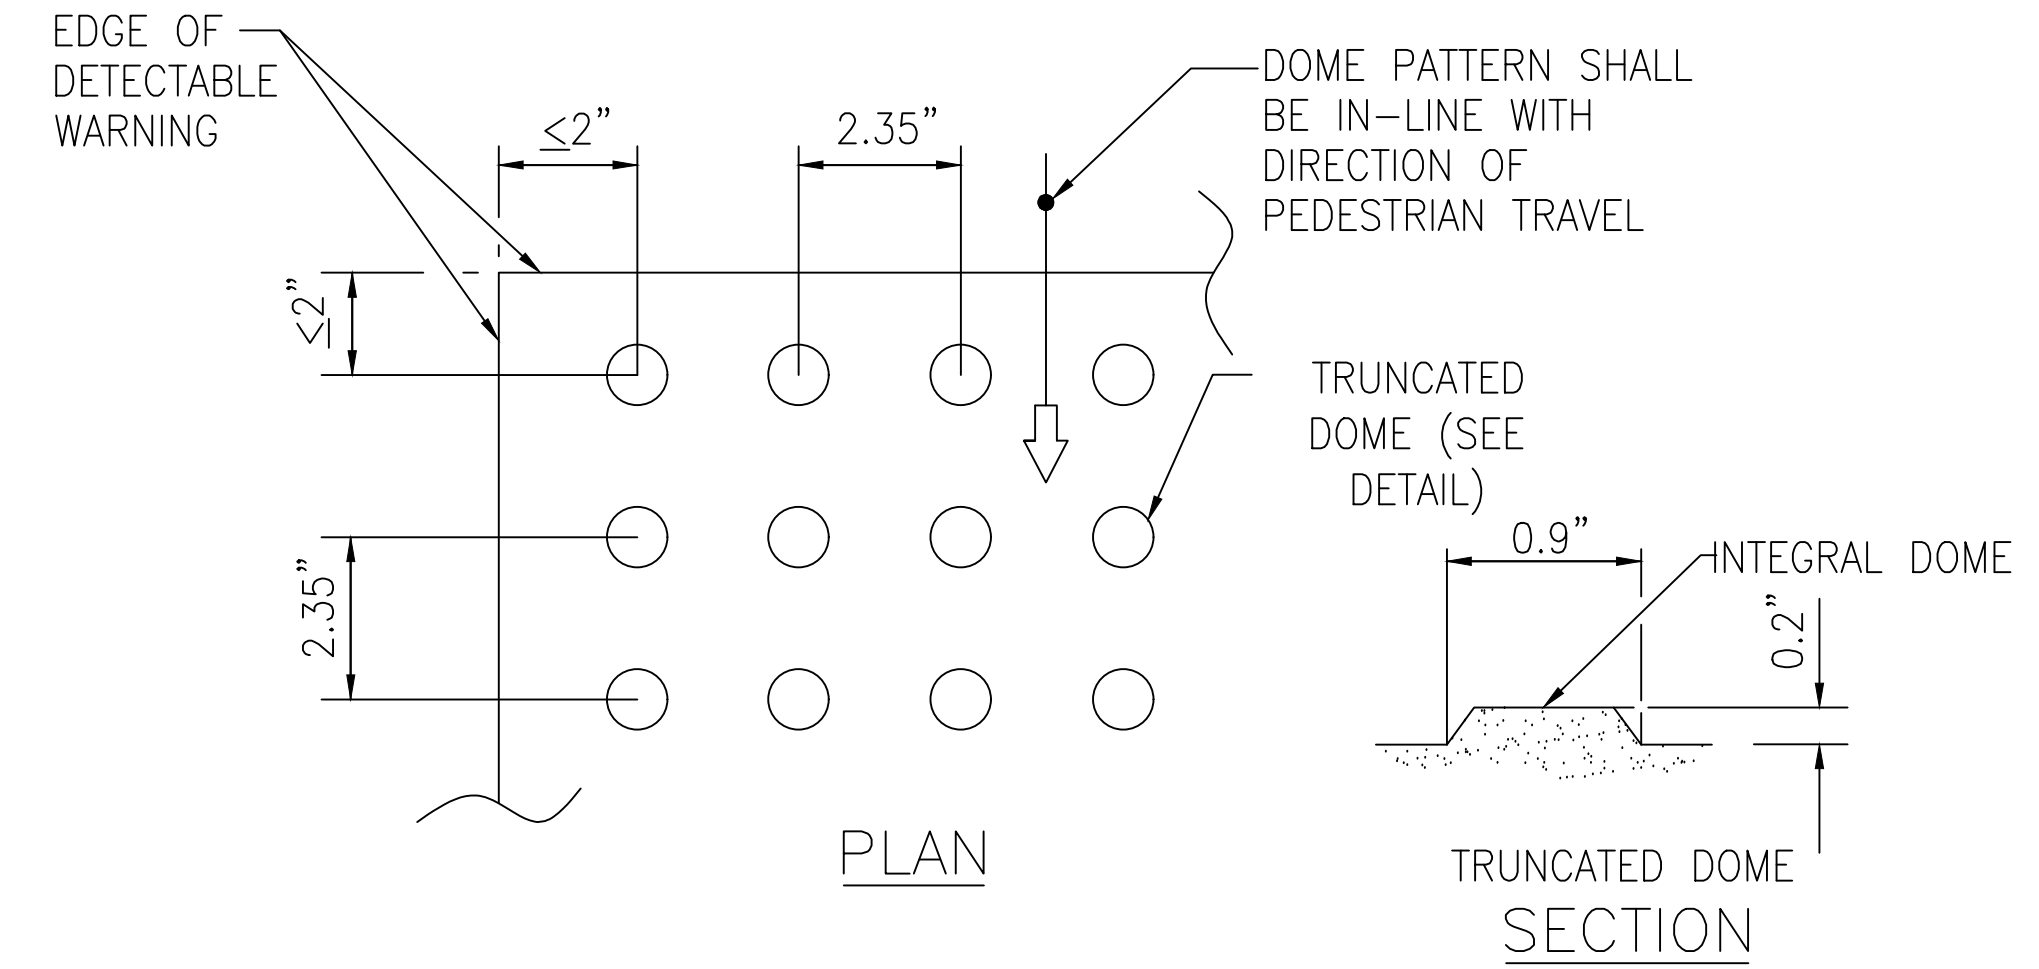 EDGE OF
DETECTABLE
WARNING
≤2”
2.35”
DOME PATTERN SHALL
BE IN-LINE WITH
DIRECTION OF
PEDESTRIAN TRAVEL
≤2”
TRUNCATED
DOME (SEE
DETAIL)
2.35”
0.9”
INTEGRAL DOME
0.2”
PLAN
TRUNCATED DOME
SECTION